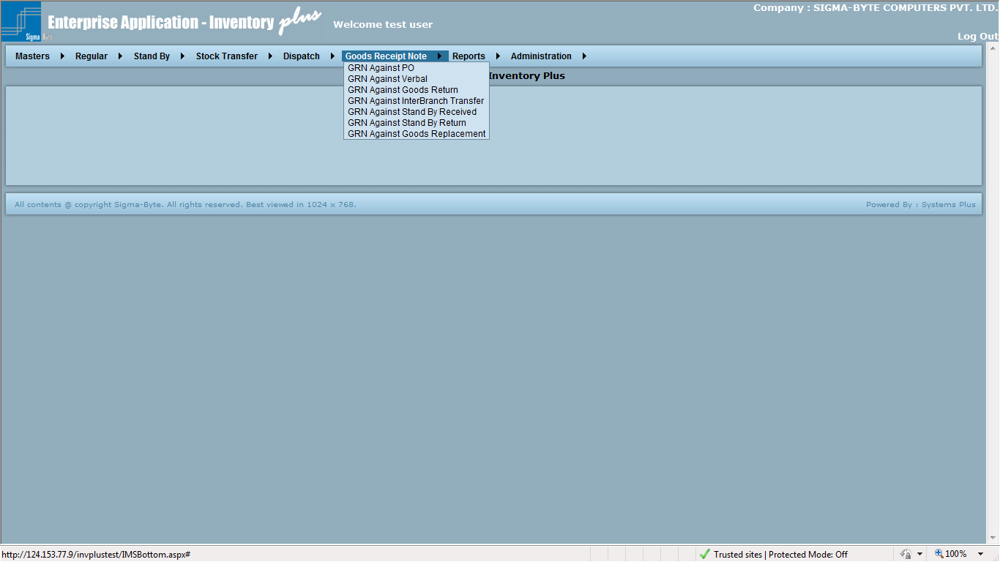 Sigma Byte
Enterprise Application - Inventory plus
Welcome test user
Company : SIGMA-BYTE COMPUTERS PVT. LTD.
Log Out
Masters Regular Stand By Stock Transfer Dispatch Goods Receipt Note Reports Administration
Inventory Plus
GRN Against PO
GRN Against Verbal
GRN Against Goods Return
GRN Against InterBranch Transfer
GRN Against Stand By Received
GRN Against Stand By Return
GRN Against Goods Replacement
All contents @ copyright Sigma-Byte. All rights reserved. Best viewed in 1024 x 768.
Powered By : Systems Plus
http://124.153.77.9/invplustest/IMSBottom.aspx#
Trusted sites | Protected Mode: Off
100%